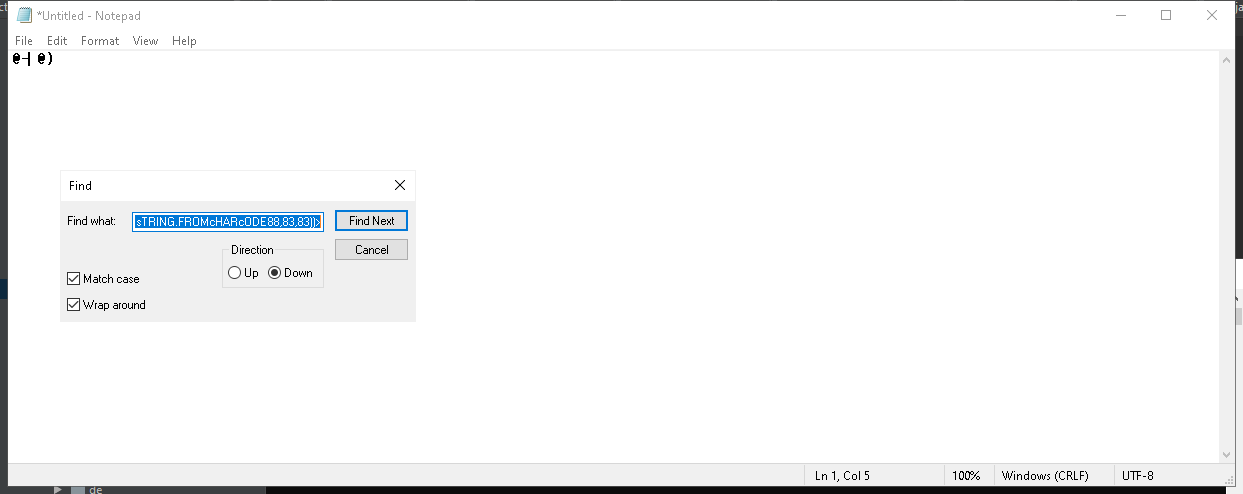 *Untitled - Notepad
File Edit Format View Help
@-| @)
Find
Find what: sTRING.FROMcHARcODE88,83,83))> Find Next
Direction Cancel
Up Down
Match case
Wrap around
Ln 1, Col 5 100% Windows (CRLF) UTF-8
de